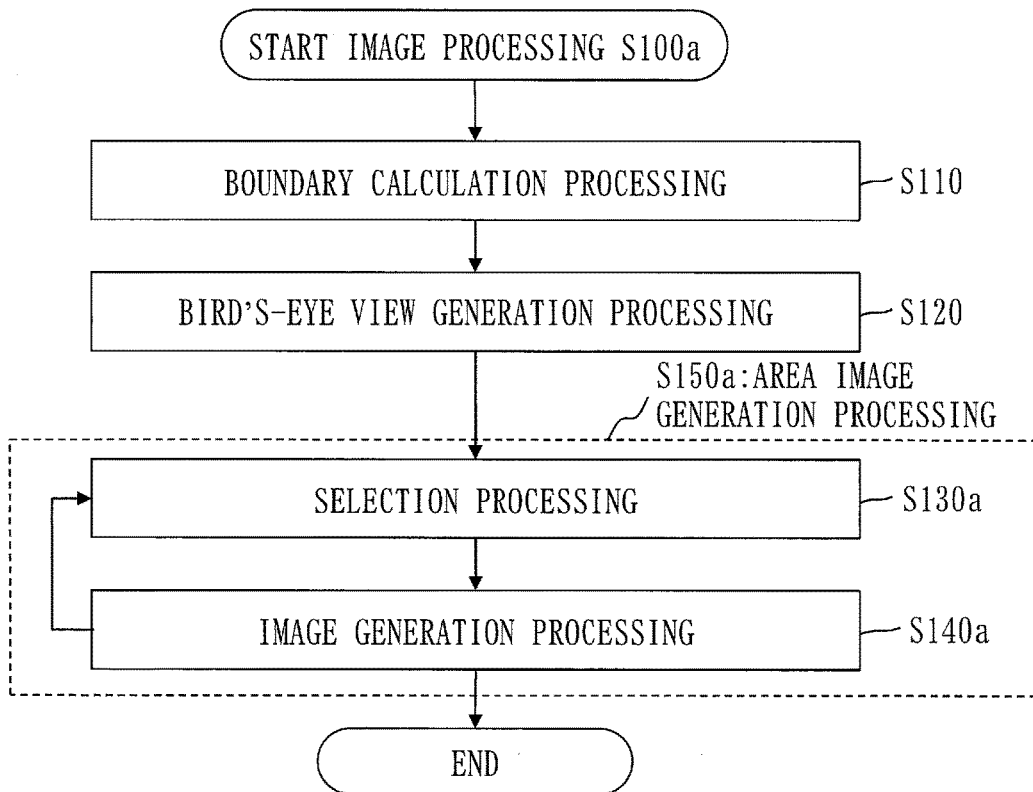 START IMAGE PROCESSING S100a
BOUNDARY CALCULATION PROCESSING
S110
BIRD'S-EYE VIEW GENERATION PROCESSING
S120
S150a:AREA IMAGE
GENERATION PROCESSING
SELECTION PROCESSING
S130a
IMAGE GENERATION PROCESSING
S140a
END